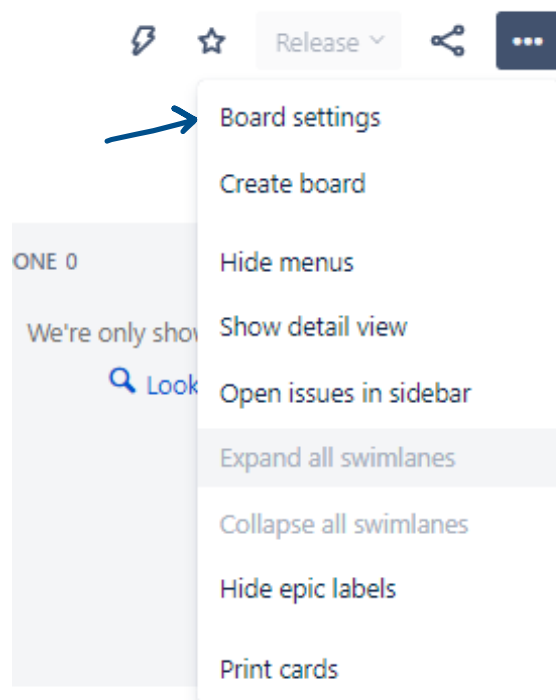 Release
Board settings
Create board
ONE 0
Hide menus
We're only
Show detail view
Look
Open issues in sidebar
Expand all swimlanes
Collapse all swimlanes
Hide epic labels
Print cards